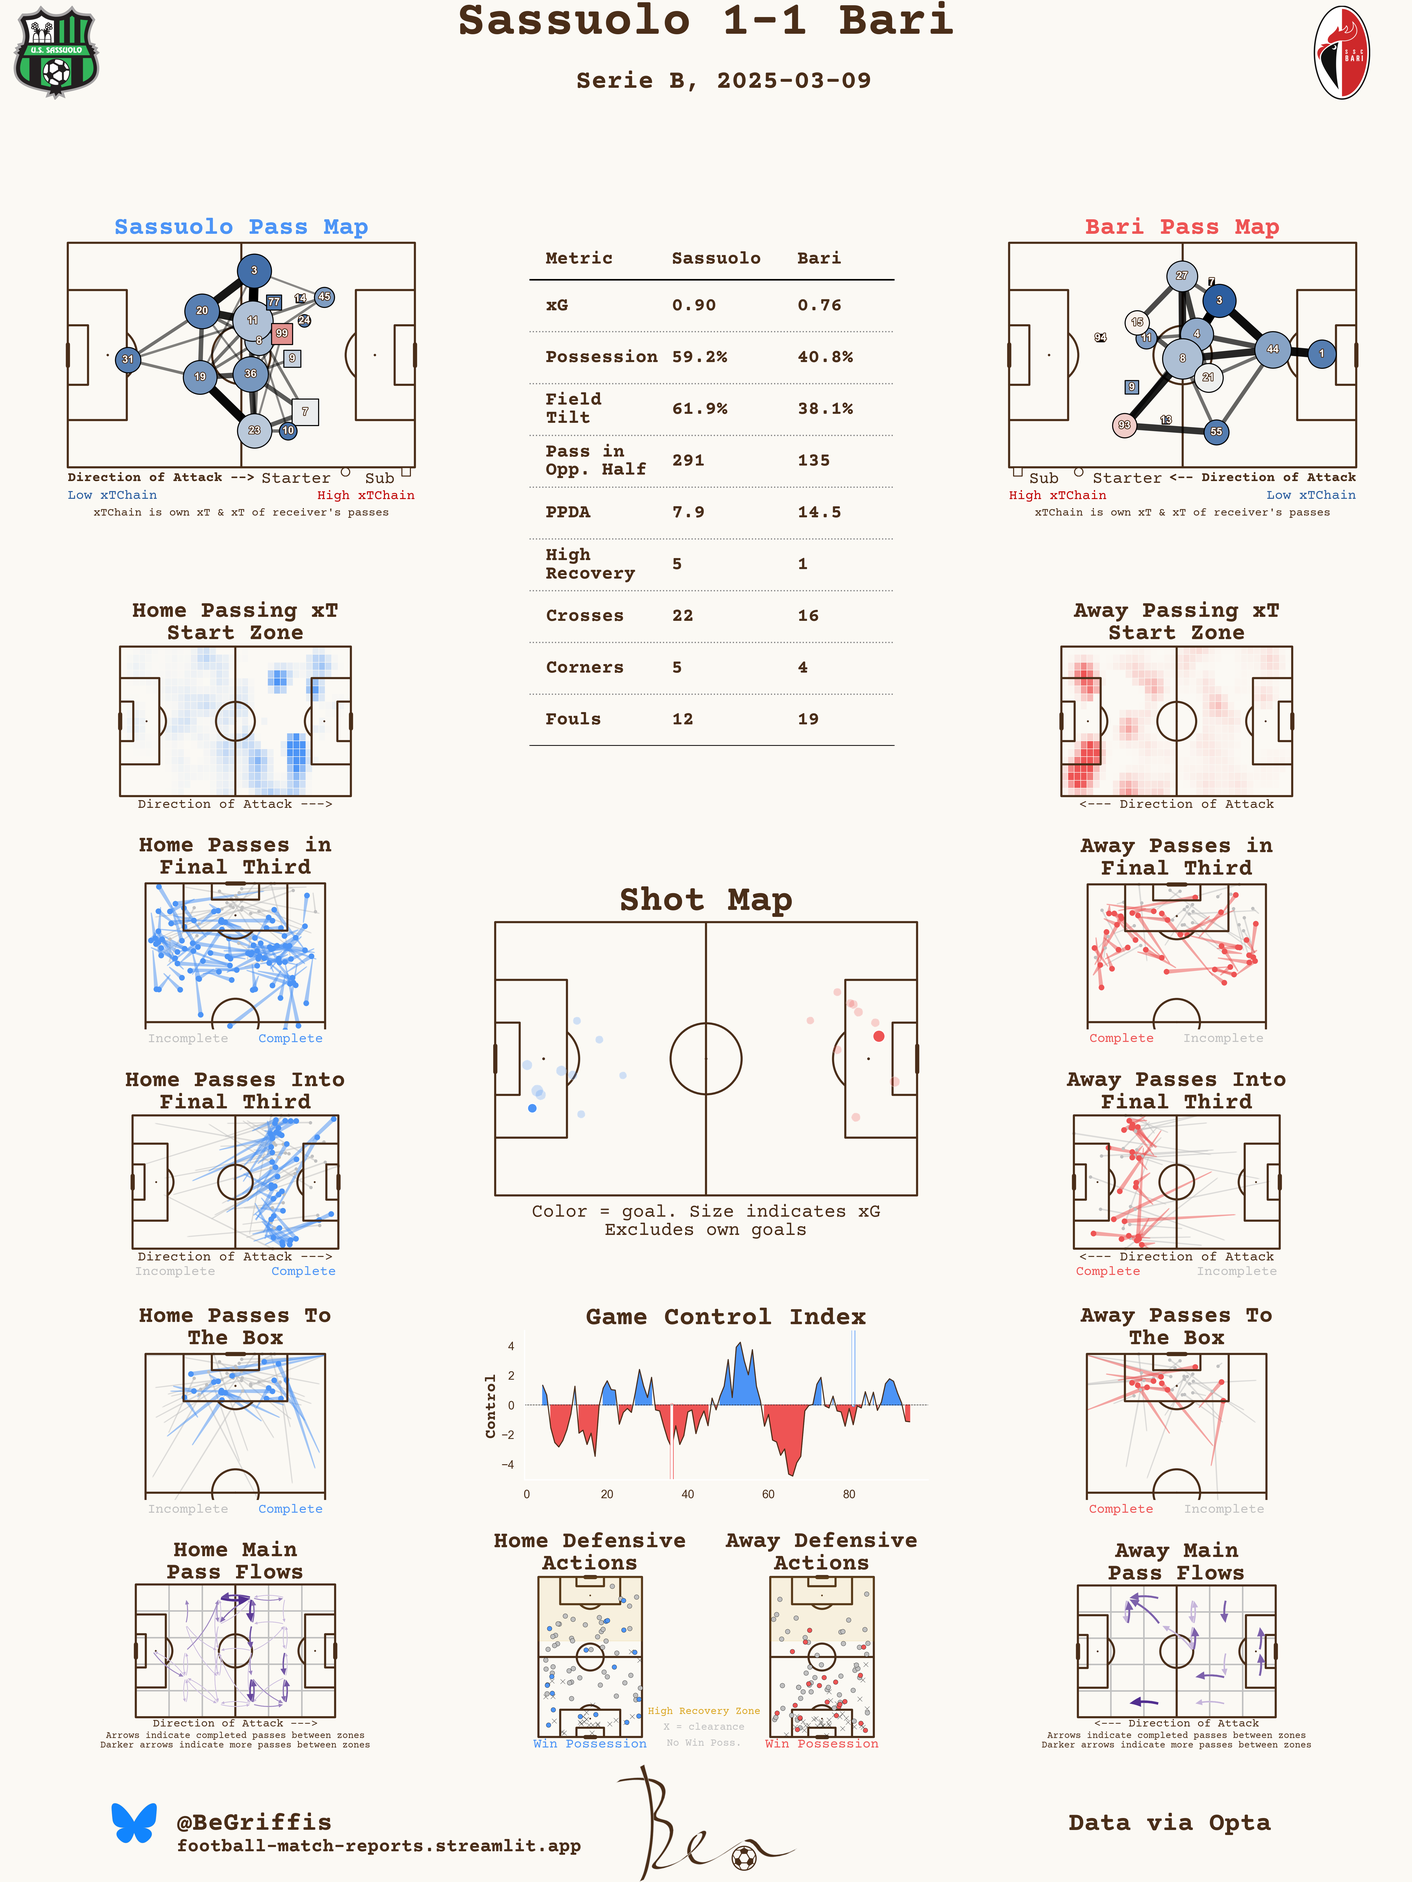 Sassuolo 1-1 Bari
Serie B, 2025-03-09
U.S. SASSUOLO
SSC
BARI
Sassuolo Pass Map
3
20
77
14
45
11
99
24
8
31
9
19
36
7
23
10
Direction of Attack --> Starter Sub
Low xTChain High xTChain
xTChain is own xT & xT of receiver's passes
Metric Sassuolo Bari
xG 0.90 0.76
Possession 59.2% 40.8%
Field
Tilt 61.9% 38.1%
Pass in
Opp. Half 291 135
PPDA 7.9 14.5
High
Recovery 5 1
Crosses 22 16
Corners 5 4
Fouls 12 19
Bari Pass Map
27
7
3
15
94
11
4
44
1
8
21
9
93
13
55
Sub Starter <-- Direction of Attack
High xTChain Low xTChain
xTChain is own xT & xT of receiver's passes
Home Passing xT
Start Zone
Direction of Attack --->
Away Passing xT
Start Zone
<--- Direction of Attack
Home Passes in
Final Third
Incomplete Complete
Away Passes in
Final Third
Complete Incomplete
Shot Map
Color = goal. Size indicates xG
Excludes own goals
Home Passes Into
Final Third
Direction of Attack --->
Incomplete Complete
Away Passes Into
Final Third
<--- Direction of Attack
Complete Incomplete
Home Passes To
The Box
Incomplete Complete
Game Control Index
Control
4
2
0
−2
−4
0 20 40 60 80
Away Passes To
The Box
Complete Incomplete
Home Main
Pass Flows
Direction of Attack --->
Arrows indicate completed passes between zones
Darker arrows indicate more passes between zones
Home Defensive
Actions
Win Possession
High Recovery Zone
X = clearance
No Win Poss.
Away Defensive
Actions
Win Possession
Away Main
Pass Flows
<--- Direction of Attack
Arrows indicate completed passes between zones
Darker arrows indicate more passes between zones
@BeGriffis
football-match-reports.streamlit.app
Ben
Data via Opta